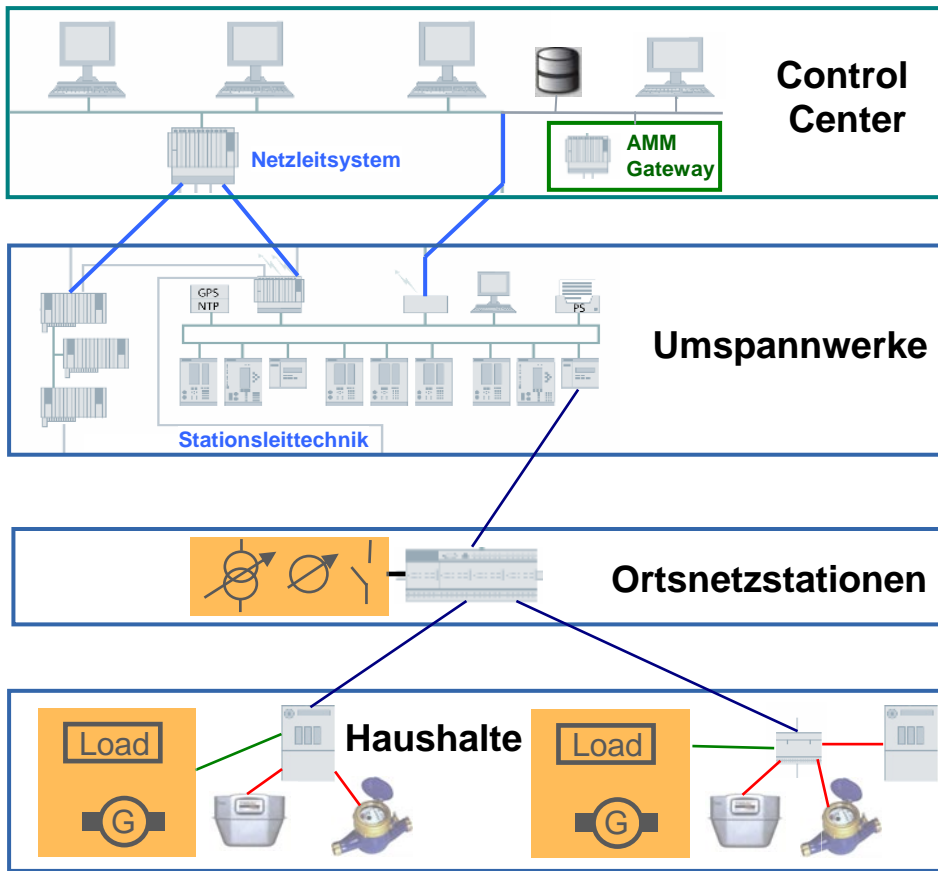 Control
Center
Netzleitsystem
AMM
Gateway
GPS
NTP
PS
Umspannwerke
Stationsleittechnik
Ortsnetzstationen
Haushalte
Load
G
Load
G